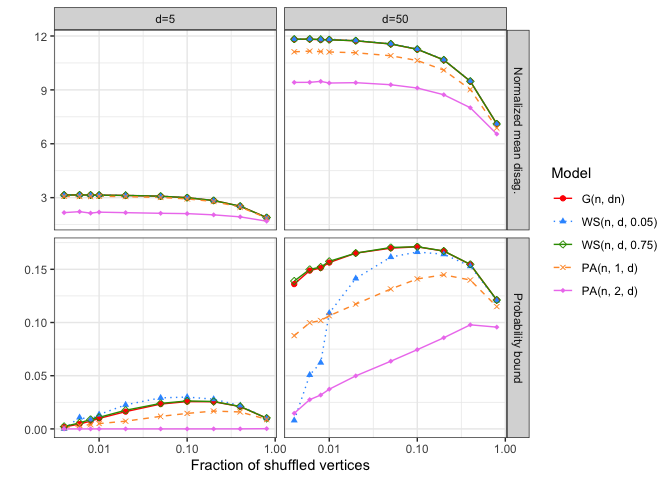 d=5
d=50
12
9
6
3
Normalized mean disag.
0.15
0.10
0.05
0.00
Probability bound
0.01
0.10
1.00
0.01
0.10
1.00
Fraction of shuffled vertices
Model
G(n, dn)
WS(n, d, 0.05)
WS(n, d, 0.75)
PA(n, 1, d)
PA(n, 2, d)